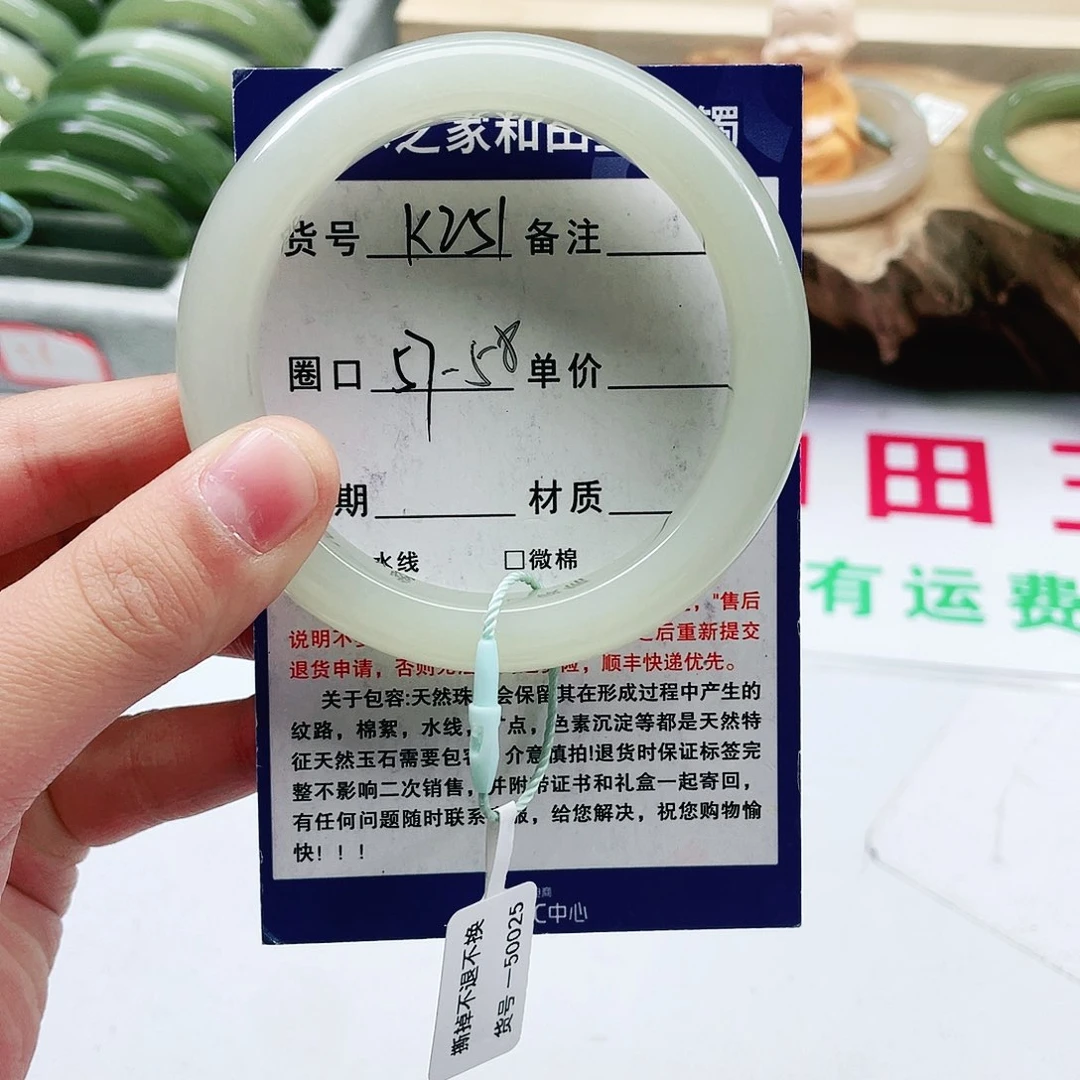 之家和田
镯
货号 K251 备注
圈口 57-58 单价
期 材质
水线 □微棉
，"售后
说明不 后重新提交
退货申请，否则无 险，顺丰快递优先。
关于包容:天然珠 会保留其在形成过程中产生的
纹路，棉絮，水线， 点，色素沉淀等都是天然特
征天然玉石需要包容 介意慎拍!退货时保证标签完
整不影响二次销售，并附带证书和礼盒一起寄回，
有任何问题随时联系 服，给您解决，祝您购物愉
快！！！
中心
撕掉不退不换
货号 —50025
田
有运费